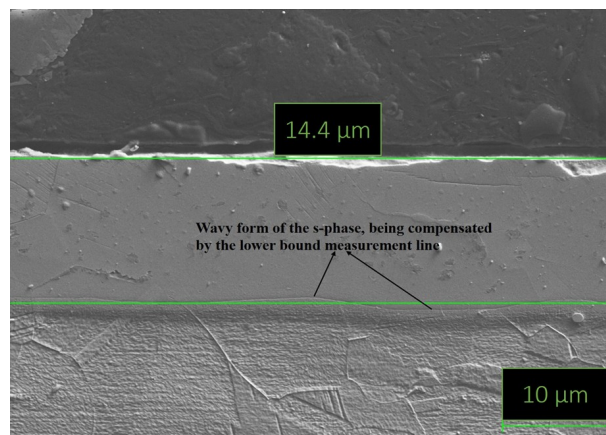 14.4 µm
Wavy form of the s-phase, being compensated
by the lower bound measurement line
10 µm